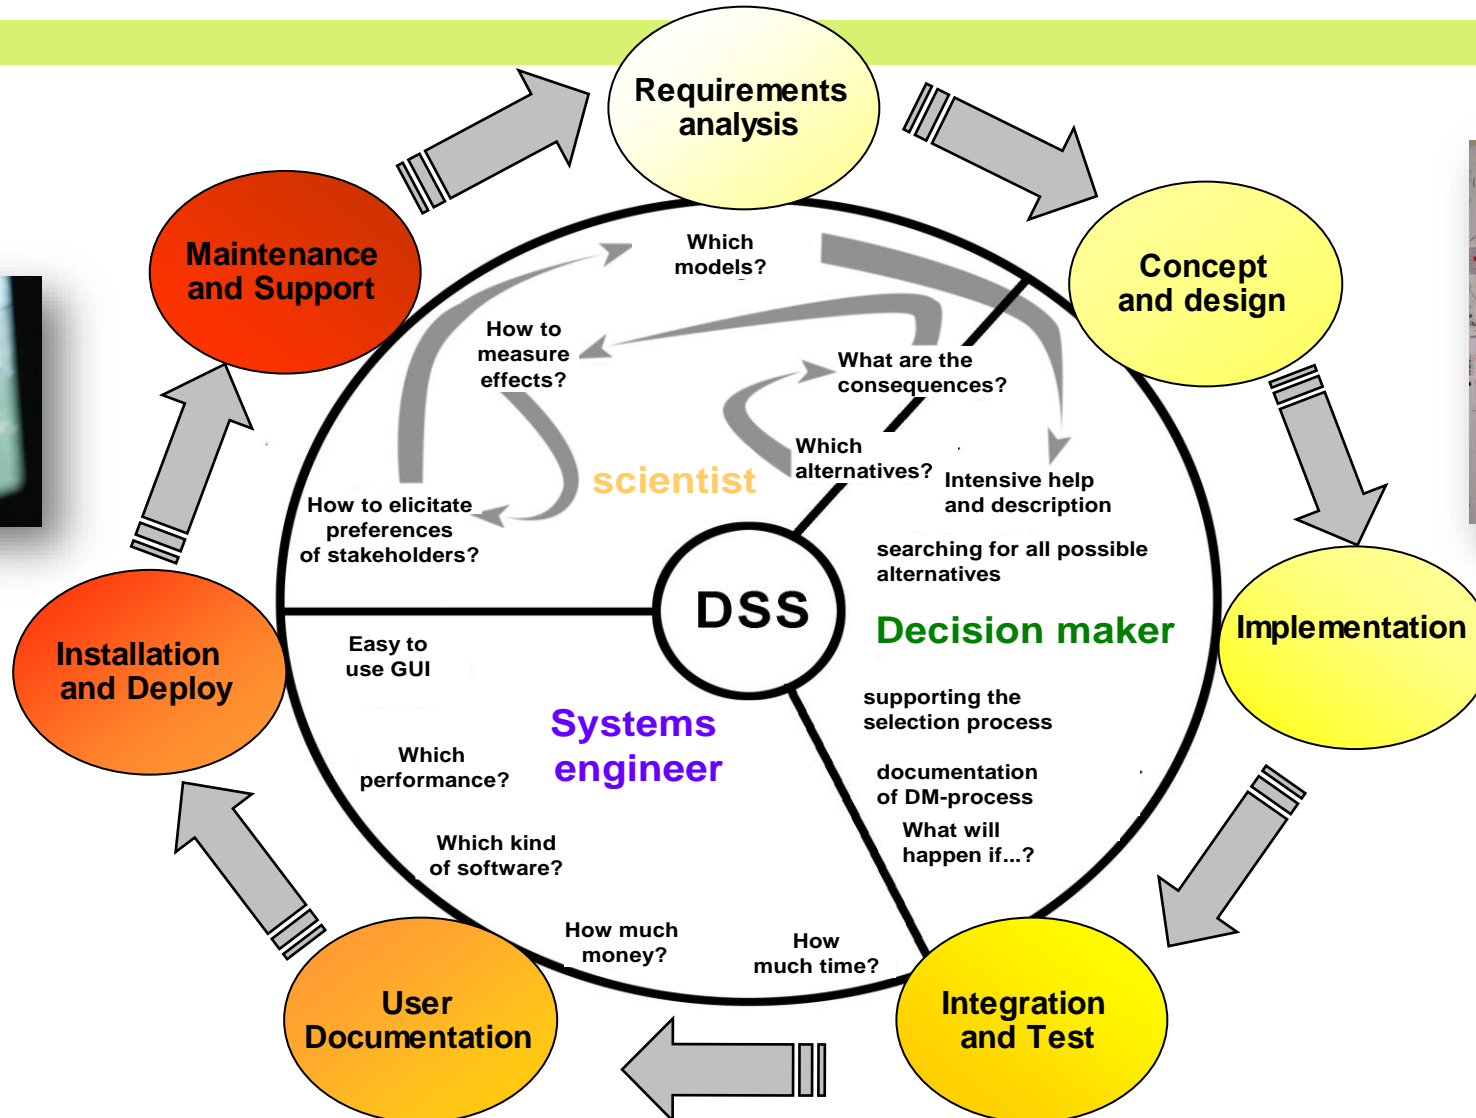 Requirements
analysis
Concept
and design
Implementation
Integration
and Test
User
Documentation
Installation
and Deploy
Maintenance
and Support
Which
models?
How to
measure
effects?
What are the
consequences?
Which
alternatives?
scientist
How to elicitate
preferences
of stakeholders?
Intensive help
and description
searching for all possible
alternatives
Decision maker
supporting the
selection process
documentation
of DM-process
What will
happen if...?
DSS
Easy to
use GUI
Systems
engineer
Which
performance?
Which kind
of software?
How much
money?
How
much time?